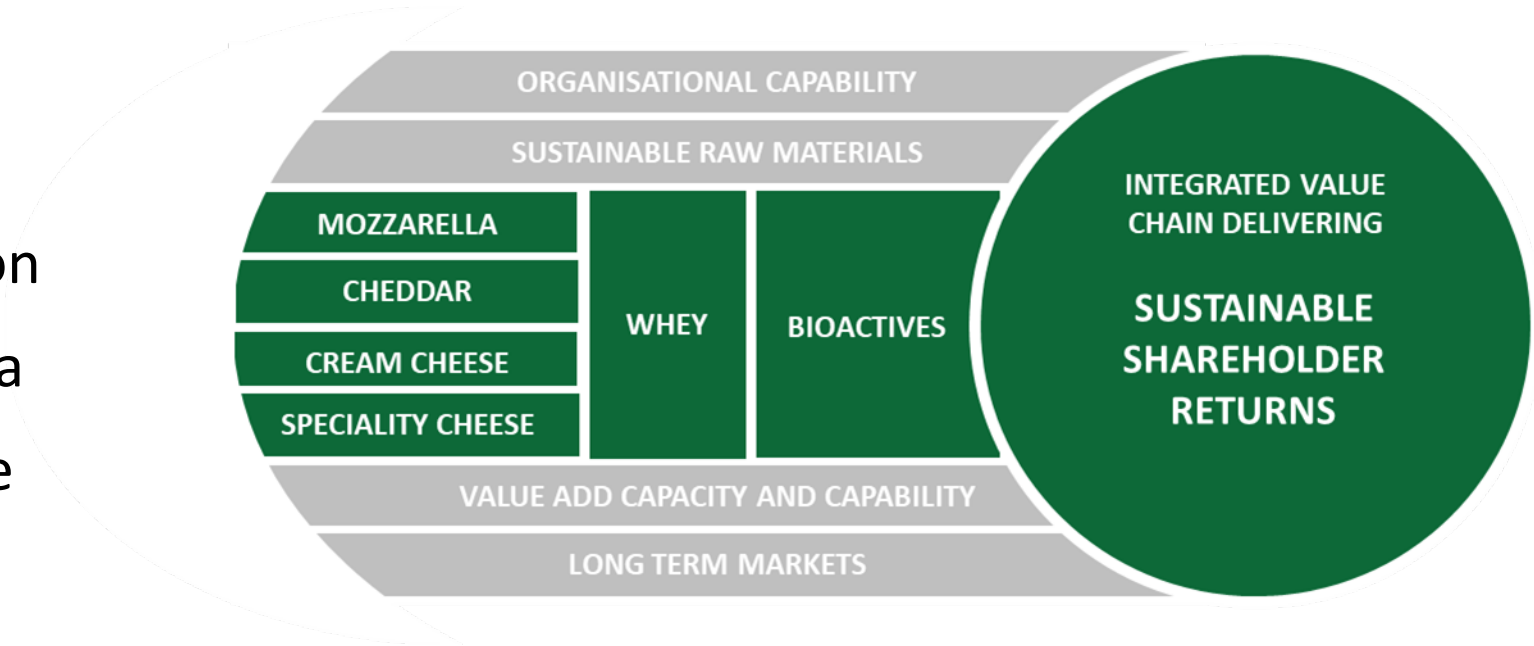 on
a
e
ORGANISATIONAL CAPABILITY
SUSTAINABLE RAW MATERIALS
MOZZARELLA
CHEDDAR
CREAM CHEESE
SPECIALITY CHEESE
WHEY
BIOACTIVES
VALUE ADD CAPACITY AND CAPABILITY
LONG TERM MARKETS
INTEGRATED VALUE
CHAIN DELIVERING
SUSTAINABLE
SHAREHOLDER
RETURNS